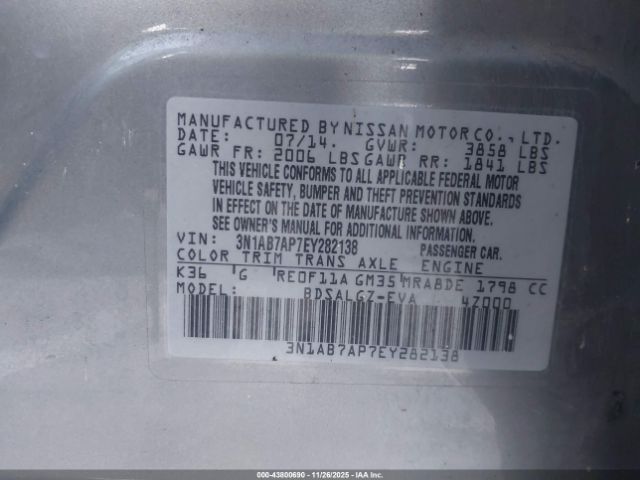 MANUFACTURED BY NISSAN MOTOR CO., LTD.
DATE: 07/14. GVWR: 3858 LBS
GAWR FR: 2006 LBS GAWR RR: 1841 LBS
THIS VEHICLE CONFORMS TO ALL APPLICABLE FEDERAL MOTOR
VEHICLE SAFETY, BUMPER AND THEFT PREVENTION STANDARDS
IN EFFECT ON THE DATE OF MANUFACTURE SHOWN ABOVE.
SEE OWNER'S MANUAL FOR ADDITIONAL INFORMATION.
VIN: 3N1AB7AP7EY282138 PASSENGER CAR.
COLOR TRIM TRANS AXLE ENGINE
K36 G RE0F11A GM35 MRA8DE 1798 CC
MODEL: BDSALGZ-EVA 4Z000
3N1AB7AP7EY282138
000-43800690 - 11/26/2025 - IAAI.CA